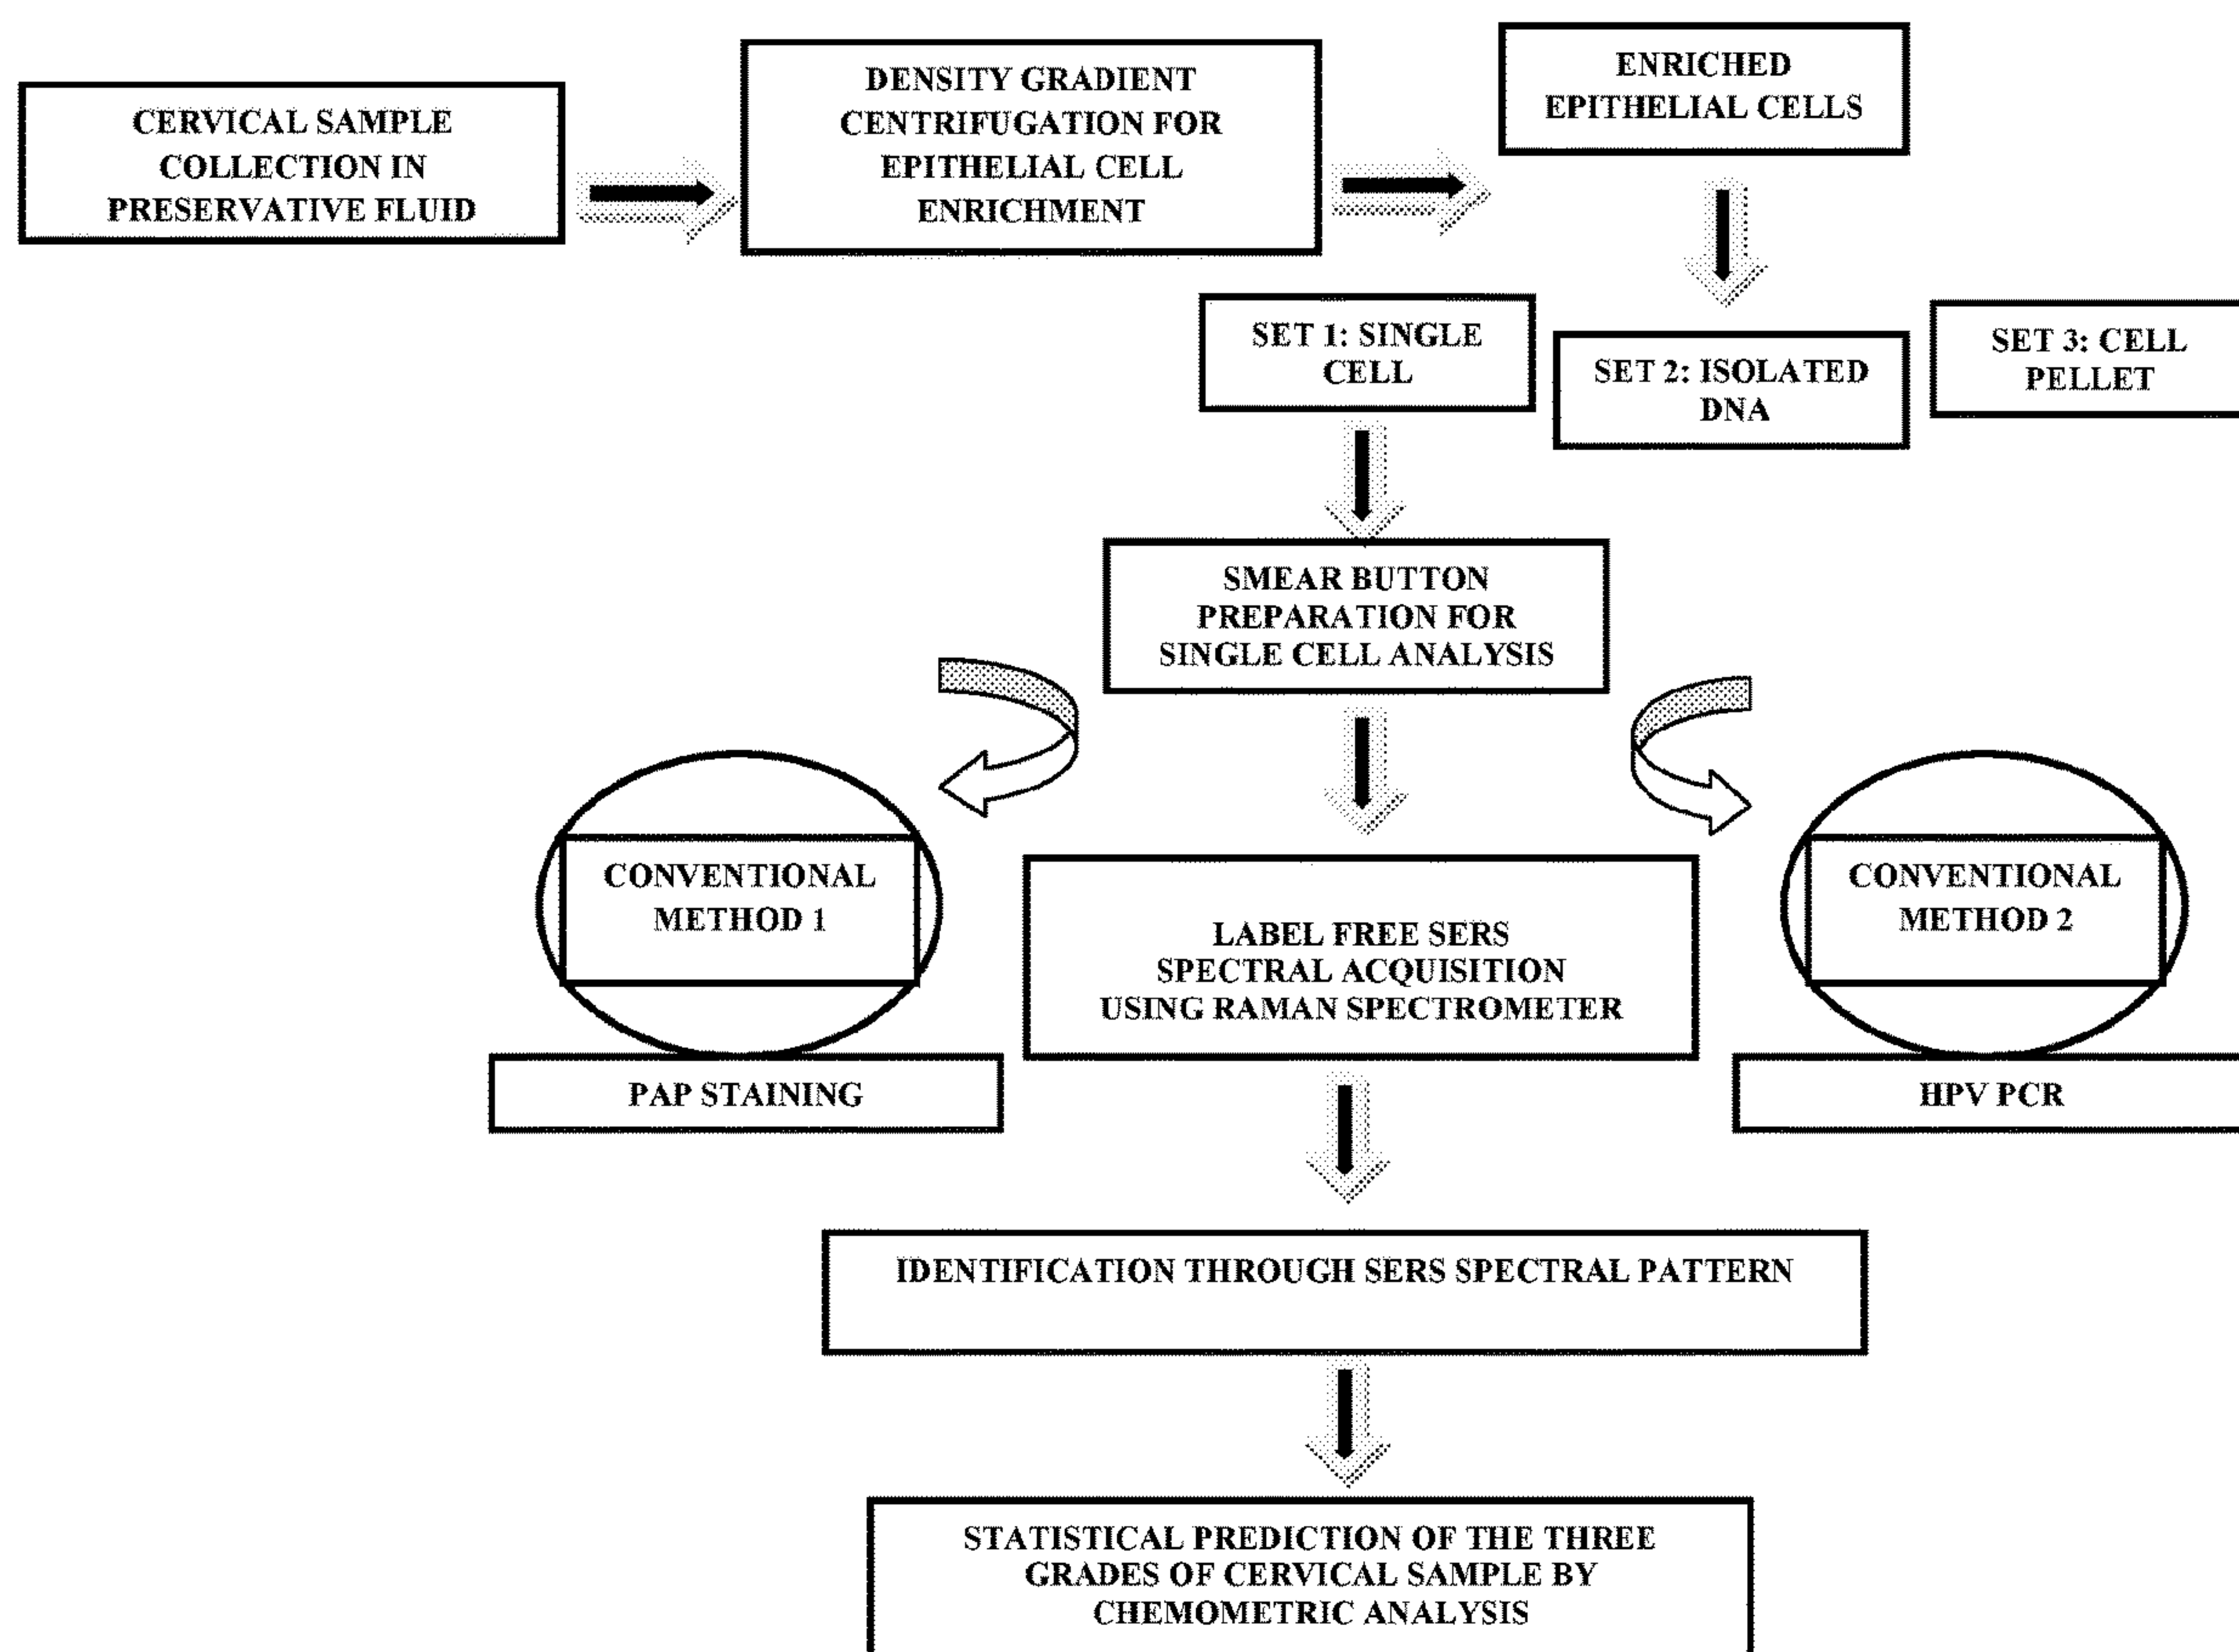 CERVICAL SAMPLE
COLLECTION IN
PRESERVATIVE FLUID
DENSITY GRADIENT
CENTRIFUGATION FOR
EPITHELIAL CELL
ENRICHMENT
ENRICHED
EPITHELIAL CELLS
SET 1: SINGLE
CELL
SET 2: ISOLATED
DNA
SET 3: CELL
PELLET
SMEAR BUTTON
PREPARATION FOR
SINGLE CELL ANALYSIS
CONVENTIONAL
METHOD 1
PAP STAINING
LABEL FREE SERS
SPECTRAL ACQUISITION
USING RAMAN SPECTROMETER
CONVENTIONAL
METHOD 2
HPV PCR
IDENTIFICATION THROUGH SERS SPECTRAL PATTERN
STATISTICAL PREDICTION OF THE THREE
GRADES OF CERVICAL SAMPLE BY
CHEMOMETRIC ANALYSIS